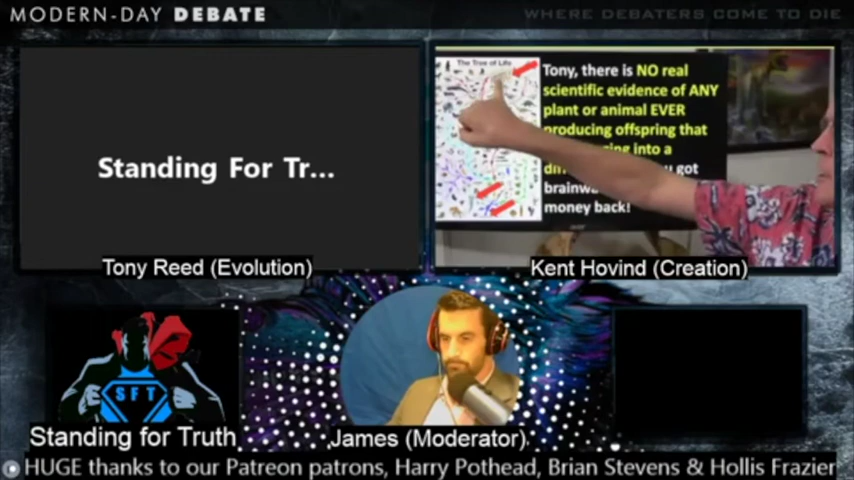 MODERN-DAY DEBATE
WHERE DEBATERS COME TO DIE
Standing For Tr...
The Tree of Life
Tony, there is NO real
scientific evidence of ANY
plant or animal EVER
producing offspring that
into a
got
money back!
Tony Reed (Evolution)
Kent Hovind (Creation)
SFT
Standing for Truth
James (Moderator)
HUGE thanks to our Patreon patrons, Harry Pothead, Brian Stevens & Hollis Frazier